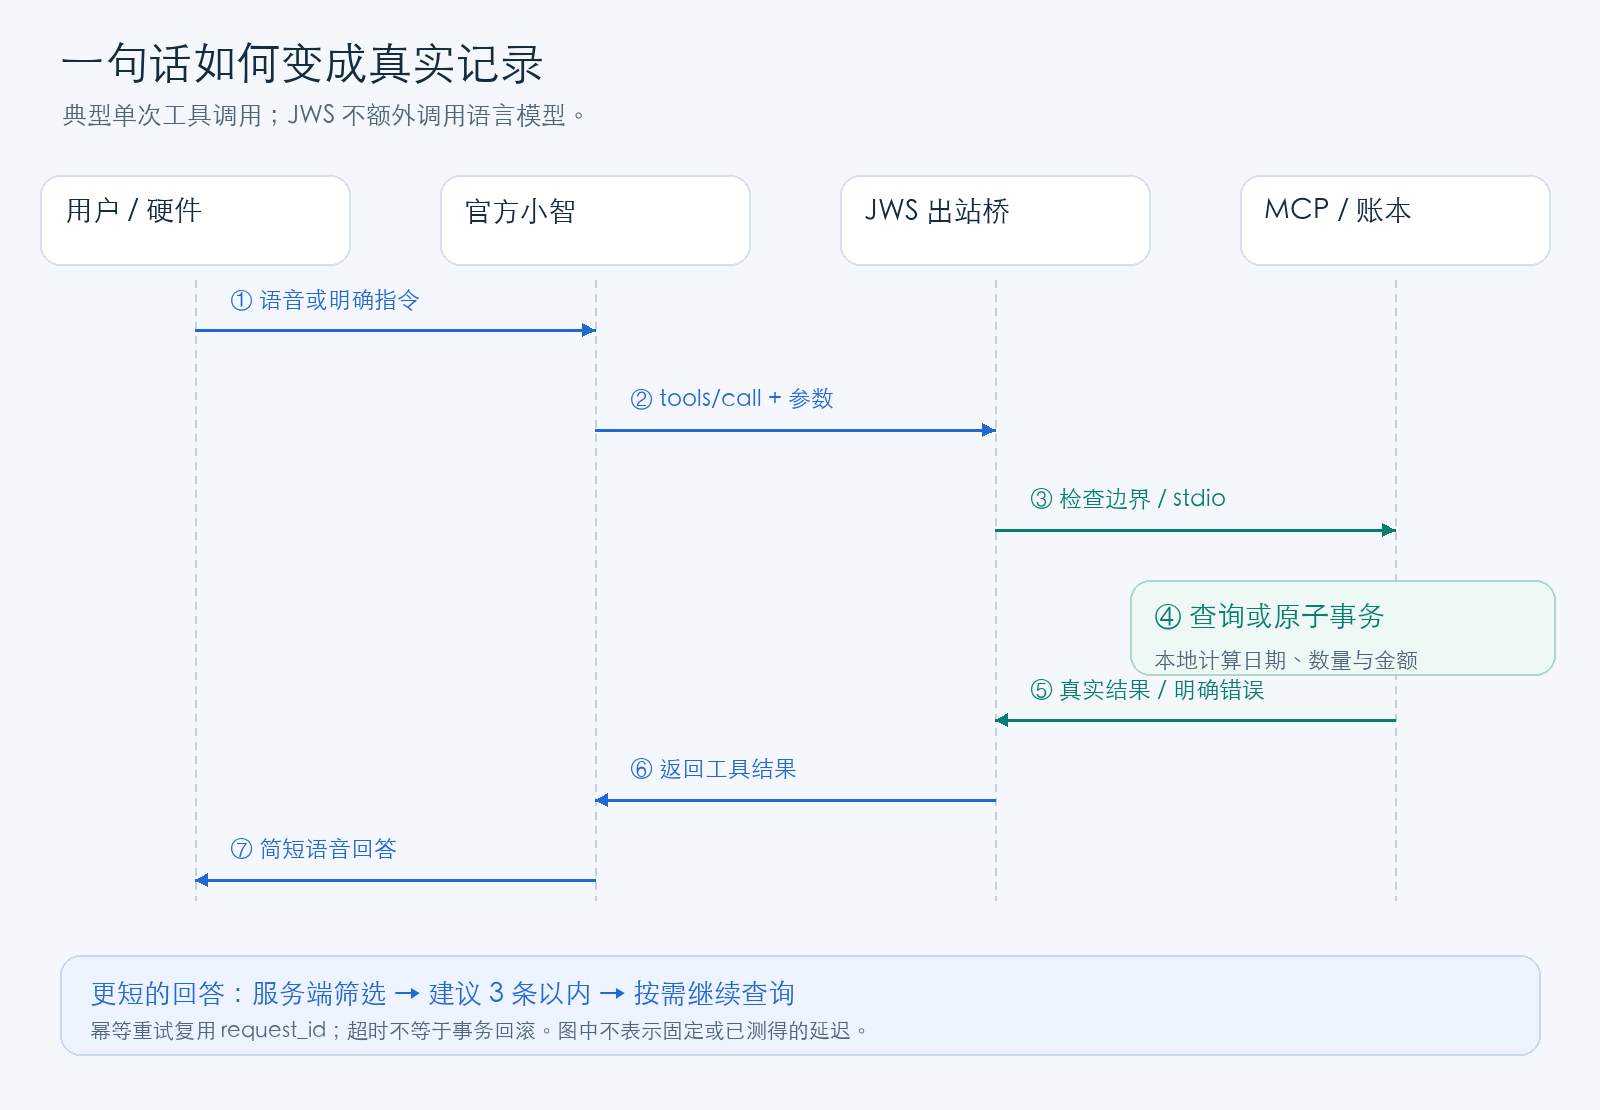 一句话如何变成真实记录
典型单次工具调用；JWS 不额外调用语言模型。
用户 / 硬件
官方小智
JWS 出站桥
MCP / 账本
① 语音或明确指令
② tools/call + 参数
③ 检查边界 / stdio
④ 查询或原子事务
本地计算日期、数量与金额
⑤ 真实结果 / 明确错误
⑥ 返回工具结果
⑦ 简短语音回答
更短的回答：服务端筛选 → 建议 3 条以内 → 按需继续查询
幂等重试复用 request_id；超时不等于事务回滚。图中不表示固定或已测得的延迟。